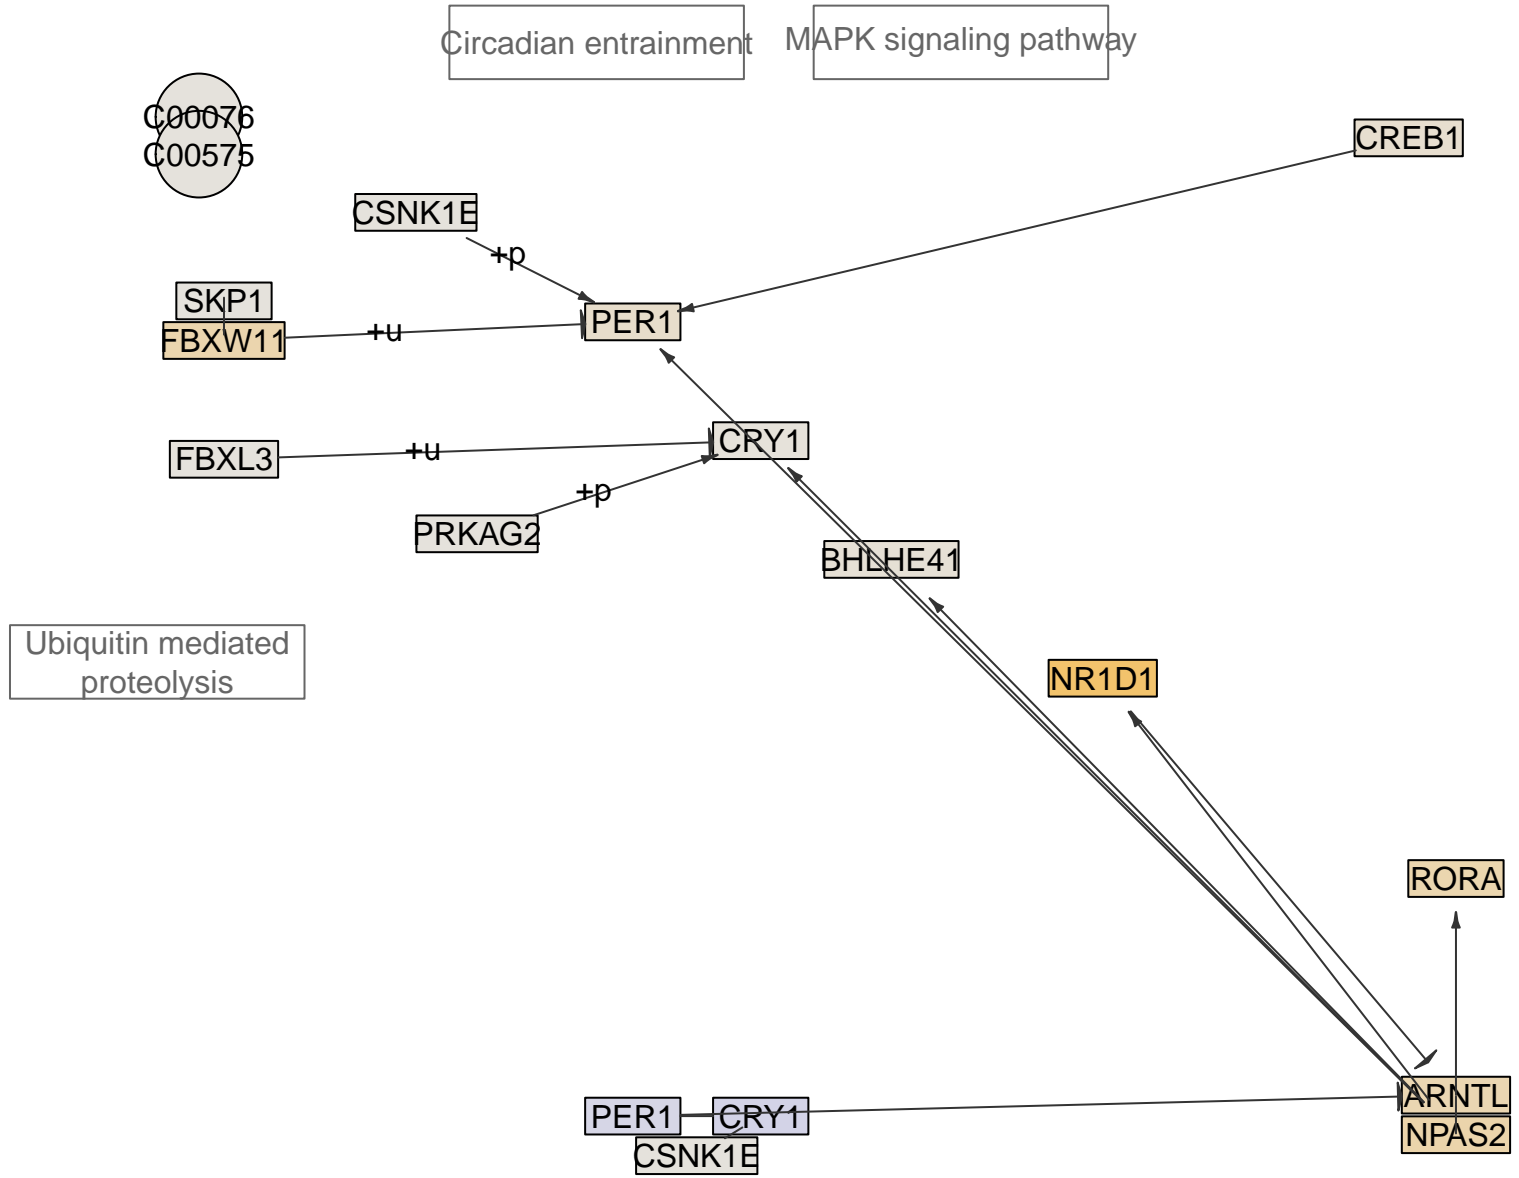 Circadian entrainment
MAPK signaling pathway
C00076
C00575
CREB1
CSNK1E
+p
SKP1
FBXW11
+u
PER1
FBXL3
+u
CRY1
+p
PRKAG2
BHLHE41
Ubiquitin mediated
proteolysis
NR1D1
RORA
ARNTL
NPAS2
PER1
CRY1
CSNK1E